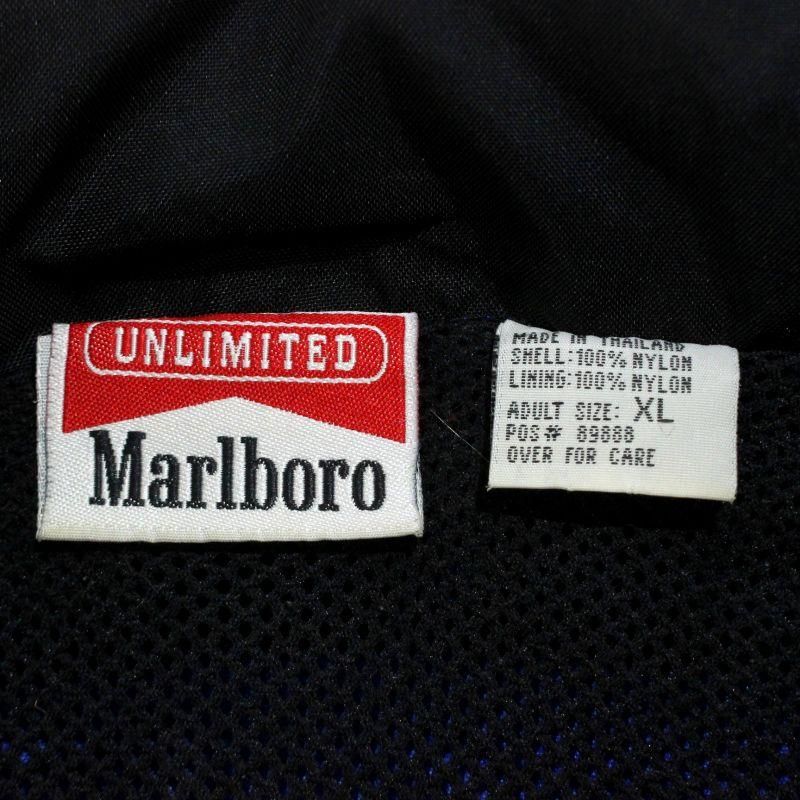 UNLIMITED
Marlboro
MADE IN THAILAND
SHELL:100% NYLON
LINING:100% NYLON
ADULT SIZE: XL
POS# 89888
OVER FOR CARE